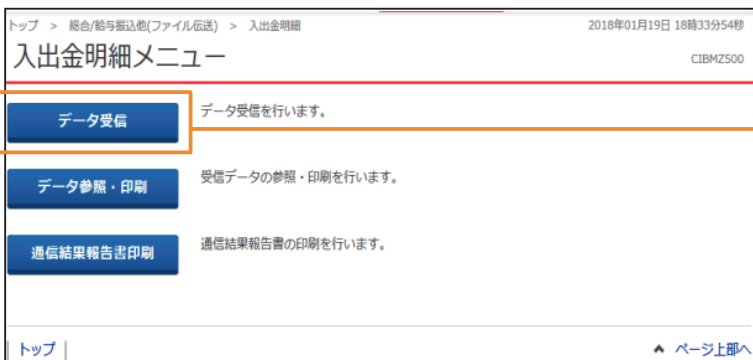 トップ > 総合/給与振込他(ファイル伝送) > 入出金明細 2018年01月19日 18時33分54秒
入出金明細メニュー CIBMZ500
データ受信 データ受信を行います。
データ参照・印刷 受信データの参照・印刷を行います。
通信結果報告書印刷 通信結果報告書の印刷を行います。
トップ | ページ上部へ